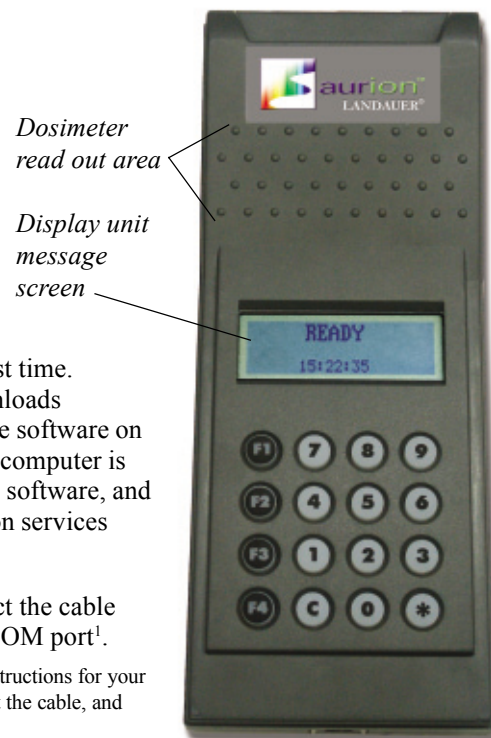 aurion™
LANDAUER®
Dosimeter
read out area
Display unit
message
screen
READY
15:22:35
st time.
nloads
e software on
computer is
software, and
on services
ct the cable
OM port¹.
structions for your
t the cable, and
F1 7 8 9
F2 4 5 6
F3 1 2 3
F4 C 0 *